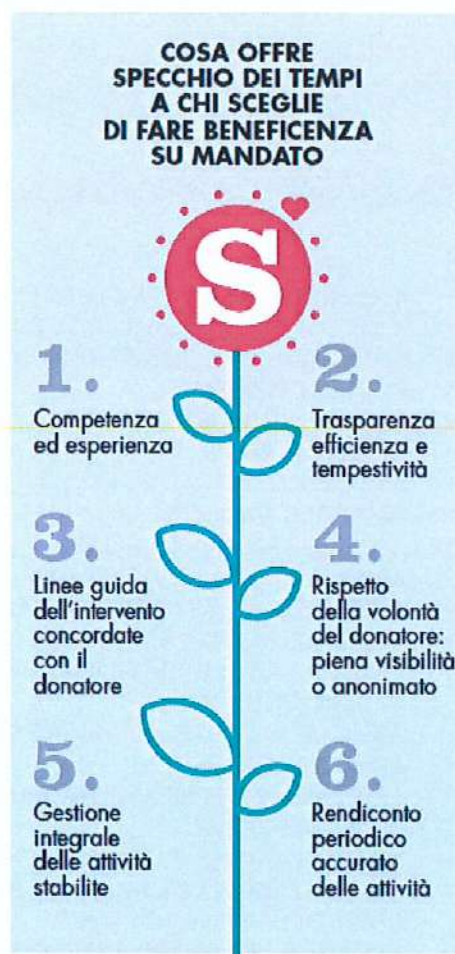 COSA OFFRE
SPECCHIO DEI TEMPI
A CHI SCEGLIE
DI FARE BENEFICENZA
SU MANDATO
S
1.
Competenza
ed esperienza
2.
Trasparenza
efficienza e
tempestività
3.
Linee guida
dell'intervento
concordate
con il
donatore
4.
Rispetto
della volontà
del donatore:
piena visibilità
o anonimato
5.
Gestione
integrale
delle attività
stabilite
6.
Rendiconto
periodico
accurato
delle attività